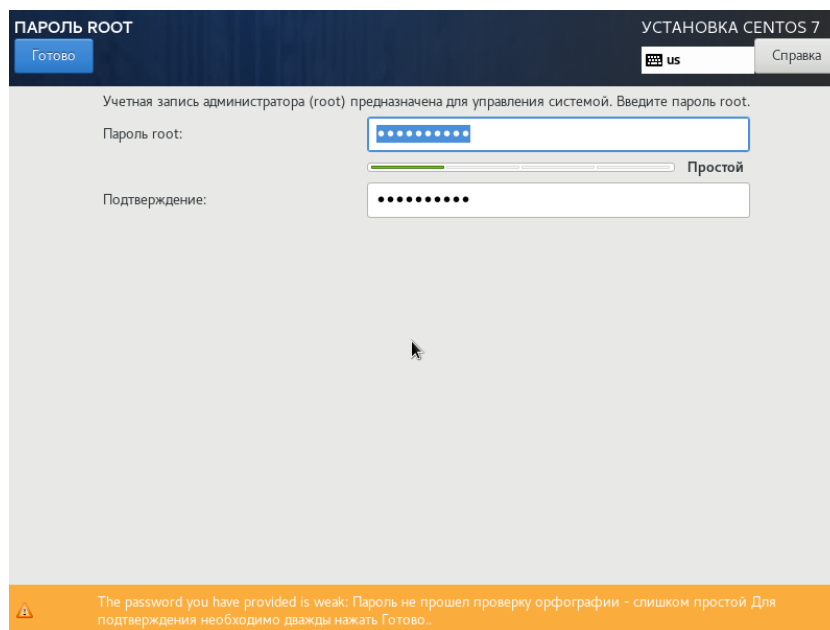 ПАРОЛЬ ROOT
УСТАНОВКА CENTOS 7
Готово
us
Справка
Учетная запись администратора (root) предназначена для управления системой. Введите пароль root.
Пароль root:
••••••••••
Простой
Подтверждение:
••••••••••
The password you have provided is weak: Пароль не прошел проверку орфографии - слишком простой Для
подтверждения необходимо дважды нажать Готово..